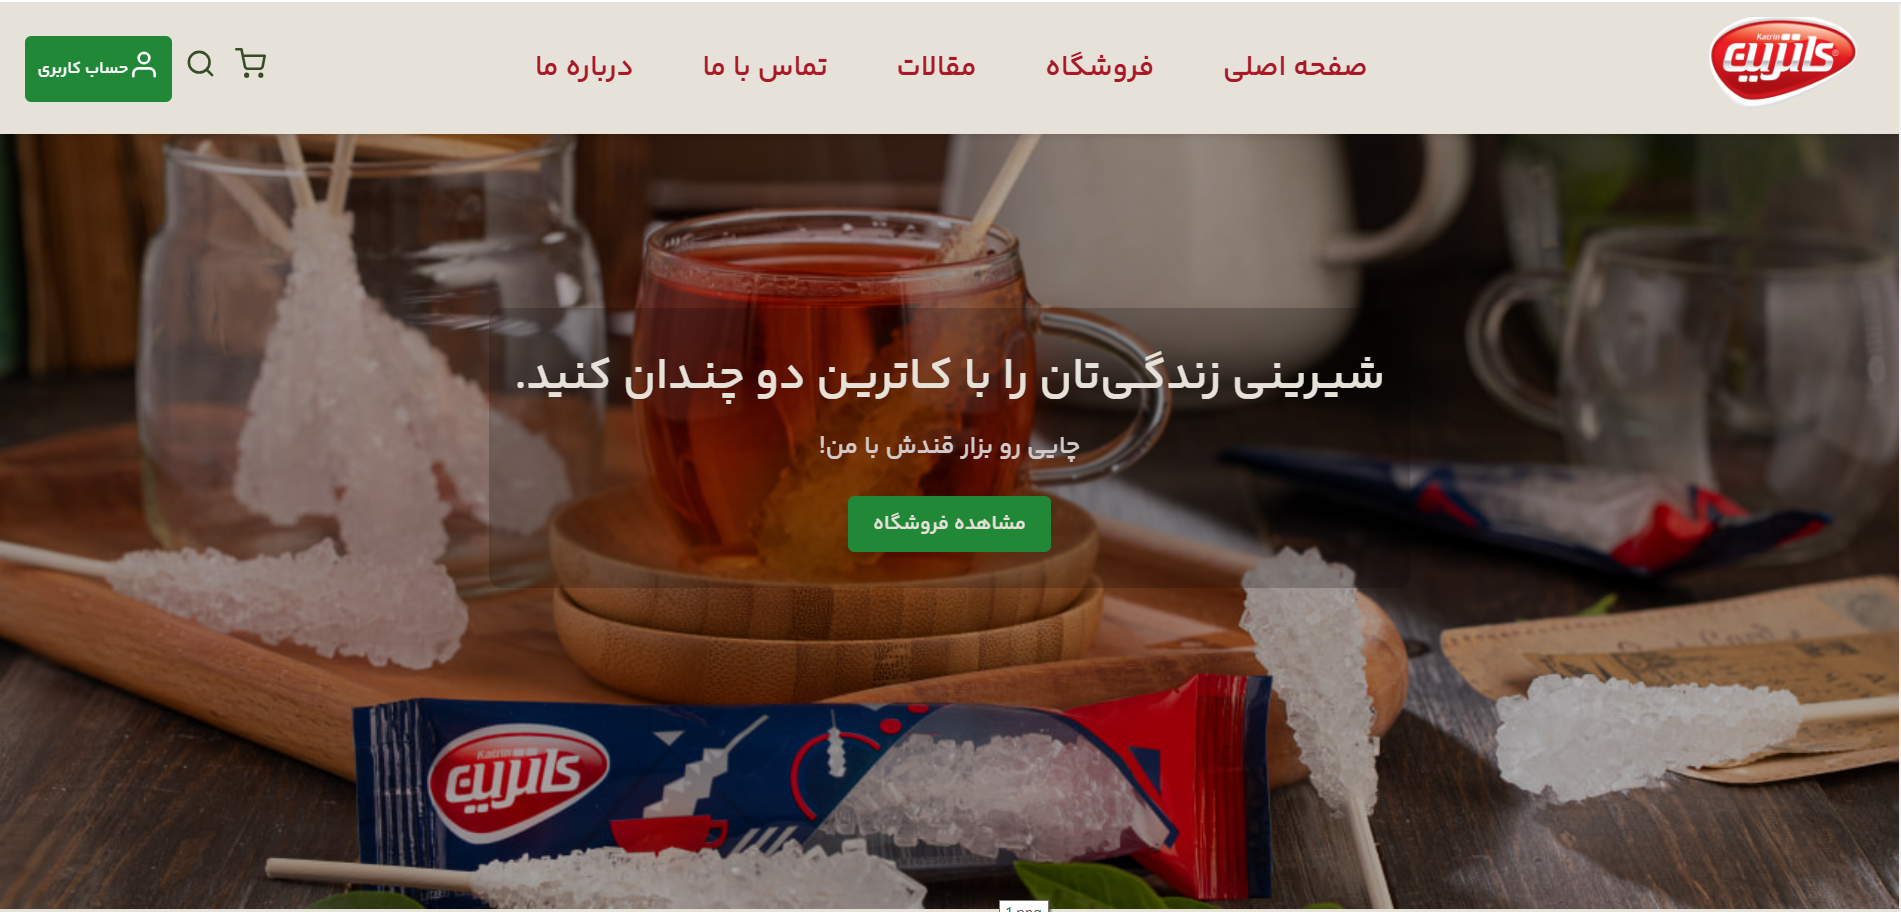 Katrin
کاترین
صفحه اصلی
فروشگاه
مقالات
تماس با ما
درباره ما
حساب کاربری
شیرینی زندگی‌تان را با کاترین دو چندان کنید.
چایی رو بزار قندش با من!
مشاهده فروشگاه
Katrin
کاترین